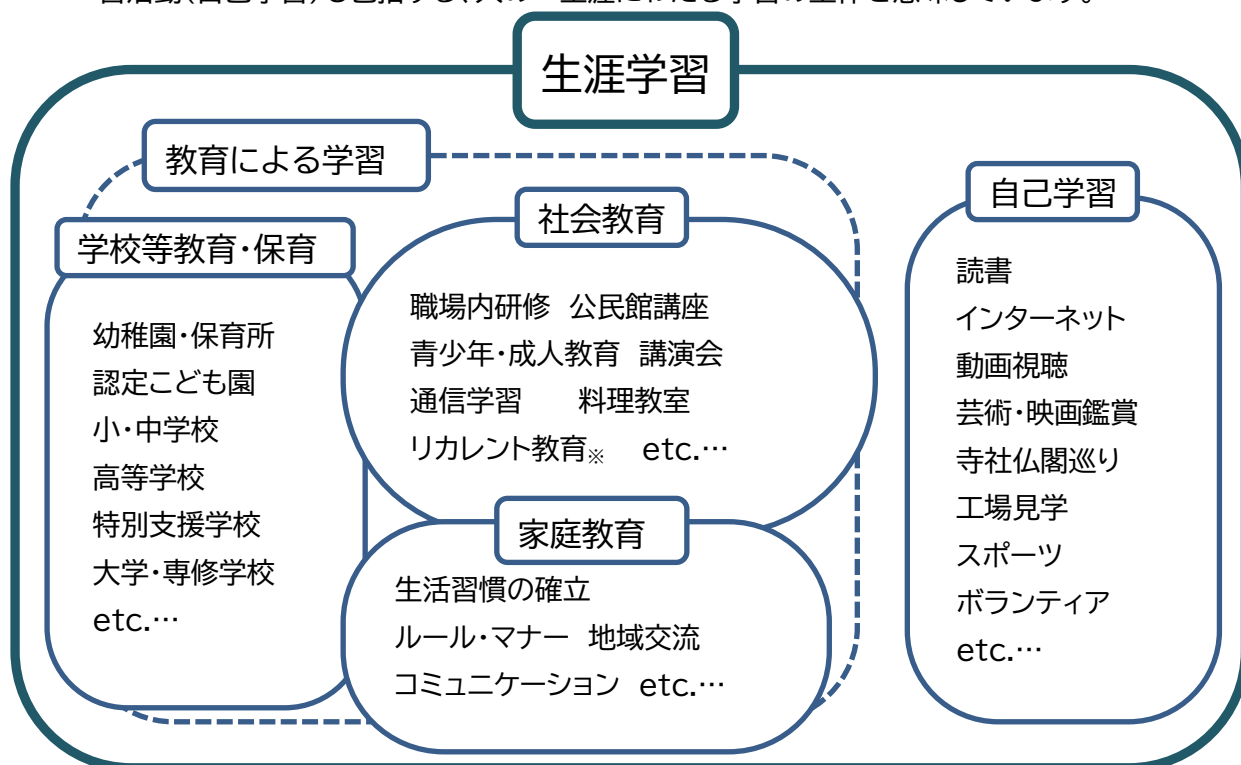 生涯学習
教育による学習
学校等教育・保育
幼稚園・保育所
認定こども園
小・中学校
高等学校
特別支援学校
大学・専修学校
etc.…
社会教育
職場内研修 公民館講座
青少年・成人教育 講演会
通信学習 料理教室
リカレント教育※ etc.…
家庭教育
生活習慣の確立
ルール・マナー 地域交流
コミュニケーション etc.…
自己学習
読書
インターネット
動画視聴
芸術・映画鑑賞
寺社仏閣巡り
工場見学
スポーツ
ボランティア
etc.…